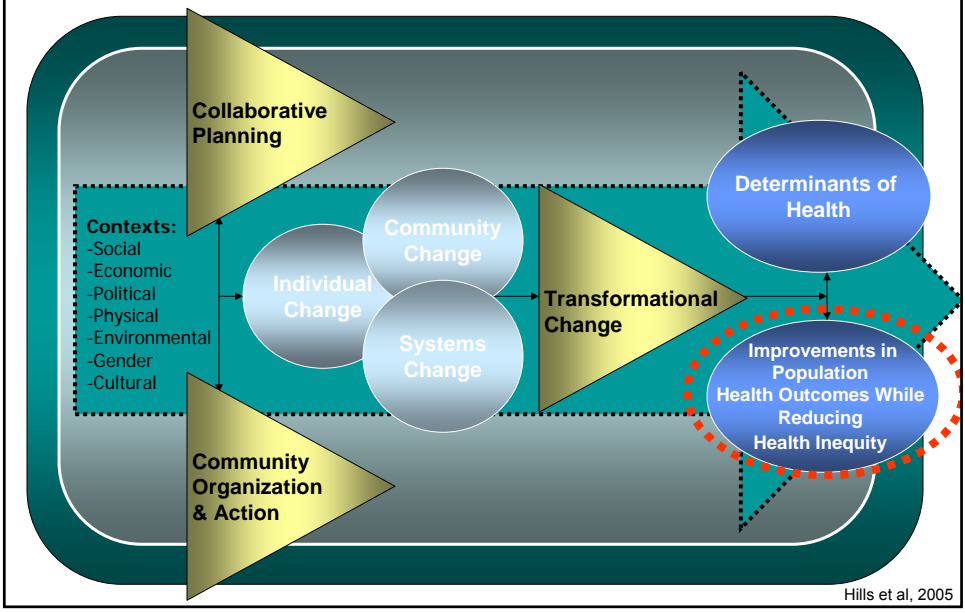 Collaborative
Planning
Contexts:
-Social
-Economic
-Political
-Physical
-Environmental
-Gender
-Cultural
Individual
Change
Community
Change
Systems
Change
Transformational
Change
Determinants of
Health
Improvements in
Population
Health Outcomes While
Reducing
Health Inequity
Community
Organization
& Action
Hills et al, 2005